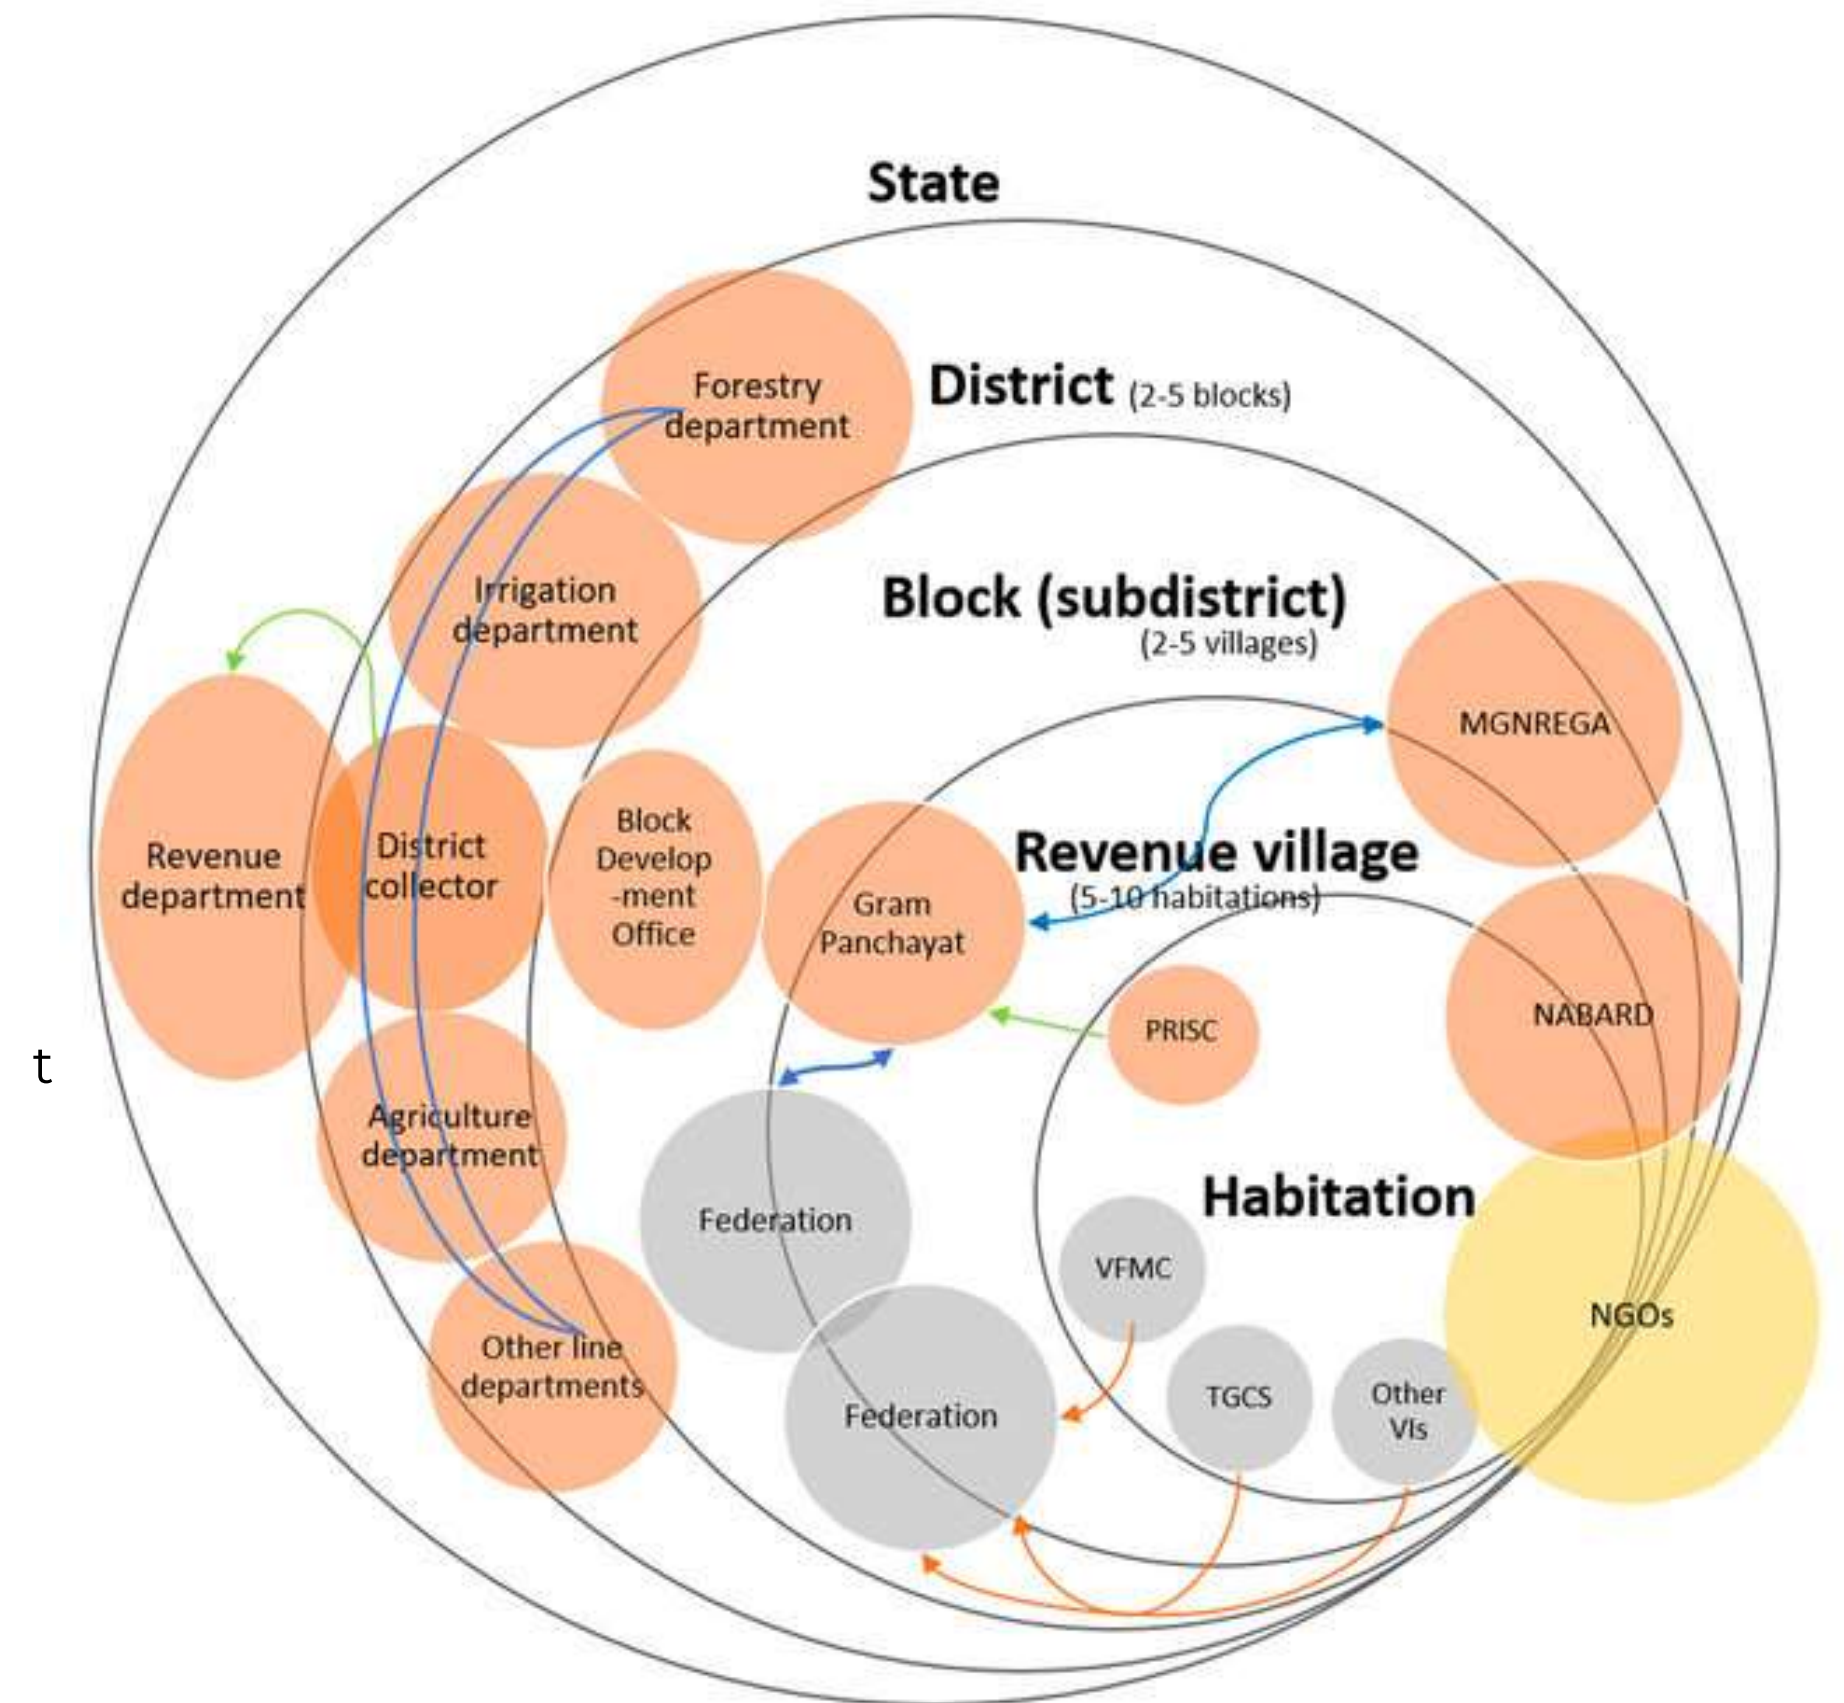 State
Forestry
department
District (2-5 blocks)
Irrigation
department
Block (subdistrict)
(2-5 villages)
MGNREGA
Revenue
department
District
collector
Block
Develop
-ment
Office
Gram
Panchayat
Revenue village
(5-10 habitations)
PRISC
NABARD
t
Agriculture
department
Federation
Habitation
VFMC
NGOs
Other line
departments
Federation
TGCS
Other
VIs